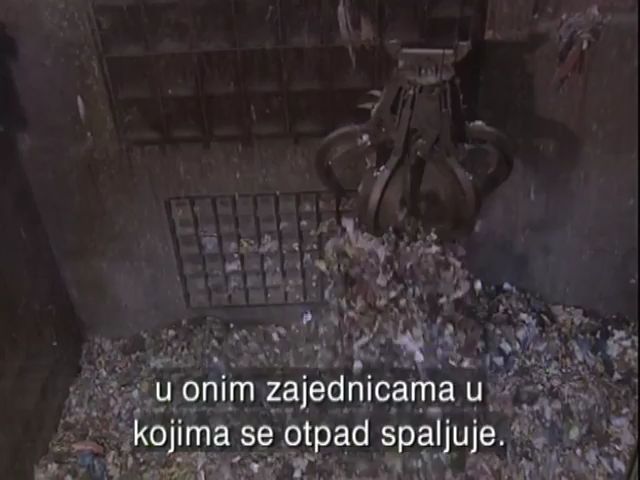 u onim zajednicama u
kojima se otpad spaljuje.